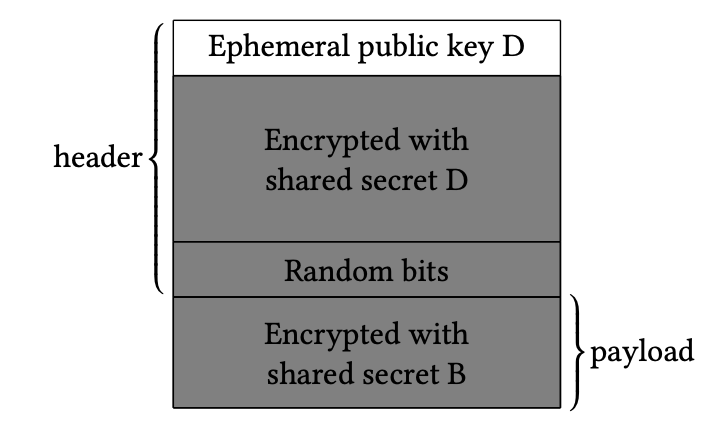 Ephemeral public key D
Encrypted with
shared secret D
header
Random bits
Encrypted with
shared secret B
payload